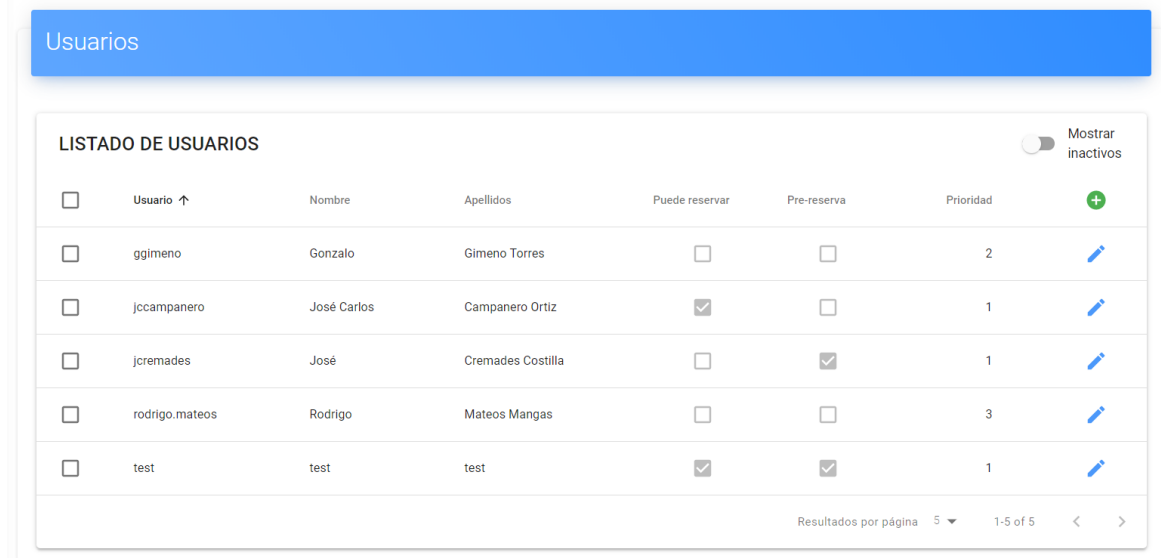 Usuarios
LISTADO DE USUARIOS
Mostrar
inactivos
Usuario Nombre Apellidos Puede reservar Pre-reserva Prioridad
ggimeno Gonzalo Gimeno Torres 2
jccampanero José Carlos Campanero Ortiz 1
jcremades José Cremades Costilla 1
rodrigo.mateos Rodrigo Mateos Mangas 3
test test test 1
Resultados por página 5 1-5 of 5